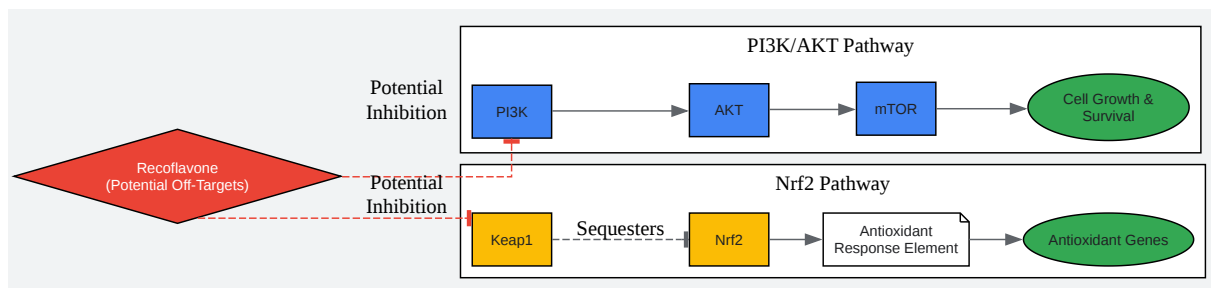 PI3K/AKT Pathway
Potential
Inhibition
PI3K
AKT
mTOR
Cell Growth &
Survival
Recoflavone
(Potential Off-Targets)
Potential
Inhibition
Nrf2 Pathway
Keap1
Sequesters
Nrf2
Antioxidant
Response Element
Antioxidant Genes